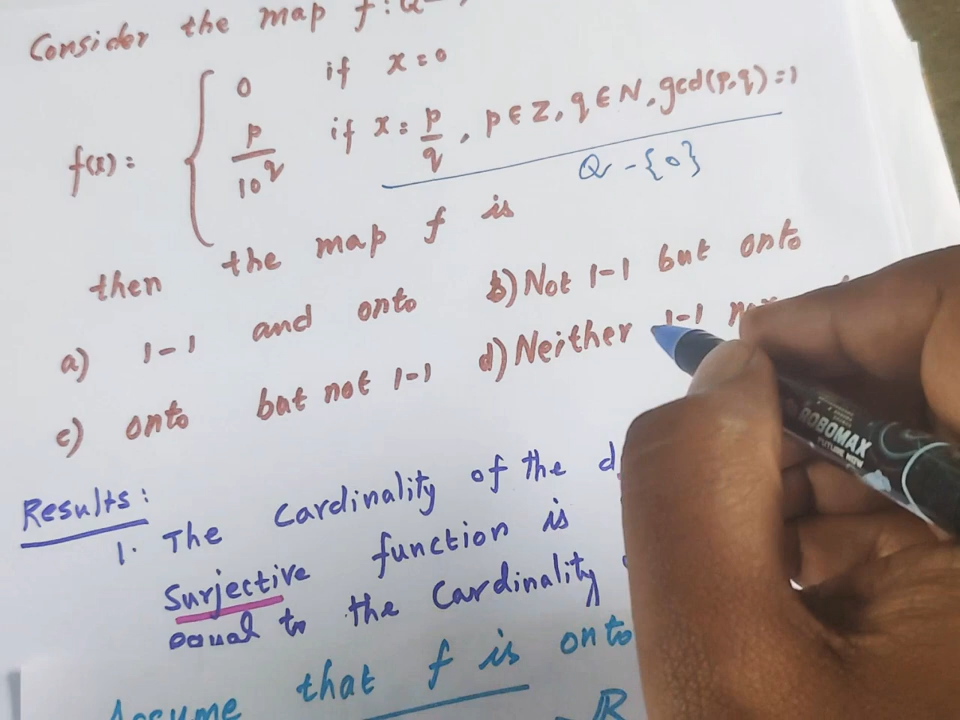 Consider the map f: Q
f(x) = { 0 if x = 0
p/10^q if x = p/q, p ∈ Z, q ∈ N, gcd(p,q) = 1
Q - {0}
then the map f is
a) 1-1 and onto b) Not 1-1 but onto
c) onto but not 1-1 d) Neither 1-1
Results:
1. The Cardinality of the
Surjective function is
equal to the Cardinality
Assume that f is onto
R
ROBOMAX